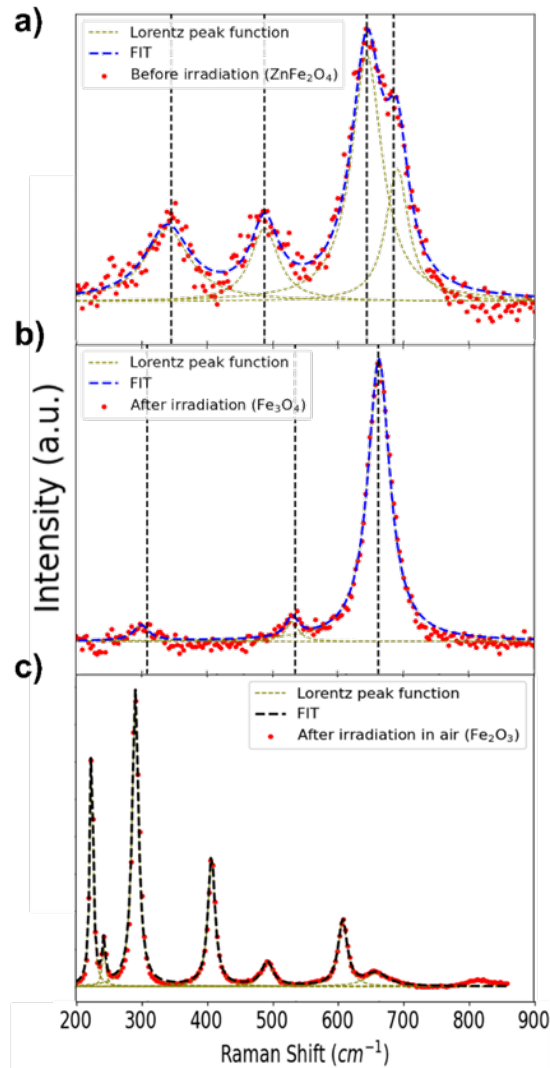 a)
Lorentz peak function
FIT
Before irradiation (ZnFe₂O₄)
b)
Lorentz peak function
FIT
After irradiation (Fe₃O₄)
Intensity (a.u.)
c)
Lorentz peak function
FIT
After irradiation in air (Fe₂O₃)
200 300 400 500 600 700 800 900
Raman Shift (cm⁻¹)